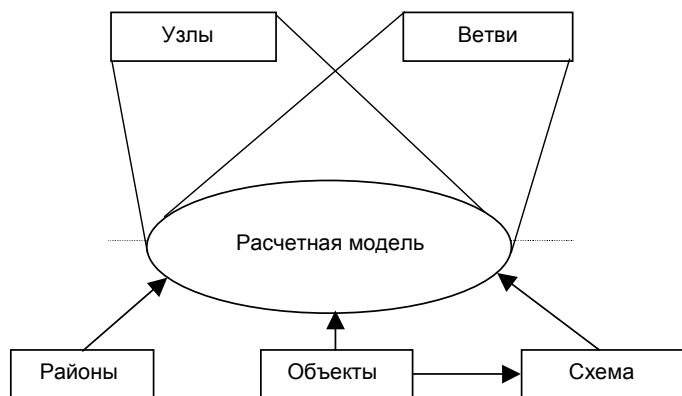 Узлы
Ветви
Расчетная модель
Районы
Объекты
Схема